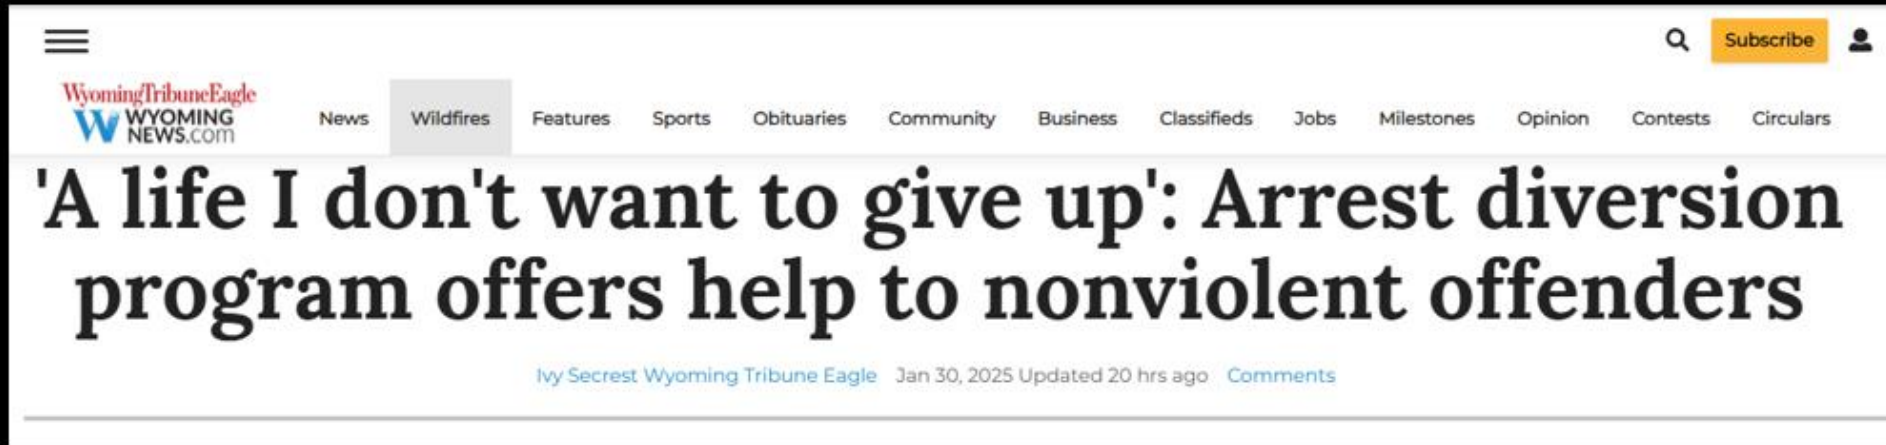 Subscribe
WyomingTribuneEagle
W WYOMING
NEWS.COM
News Wildfires Features Sports Obituaries Community Business Classifieds Jobs Milestones Opinion Contests Circulars
'A life I don't want to give up': Arrest diversion
program offers help to nonviolent offenders
Ivy Secrest Wyoming Tribune Eagle Jan 30, 2025 Updated 20 hrs ago Comments